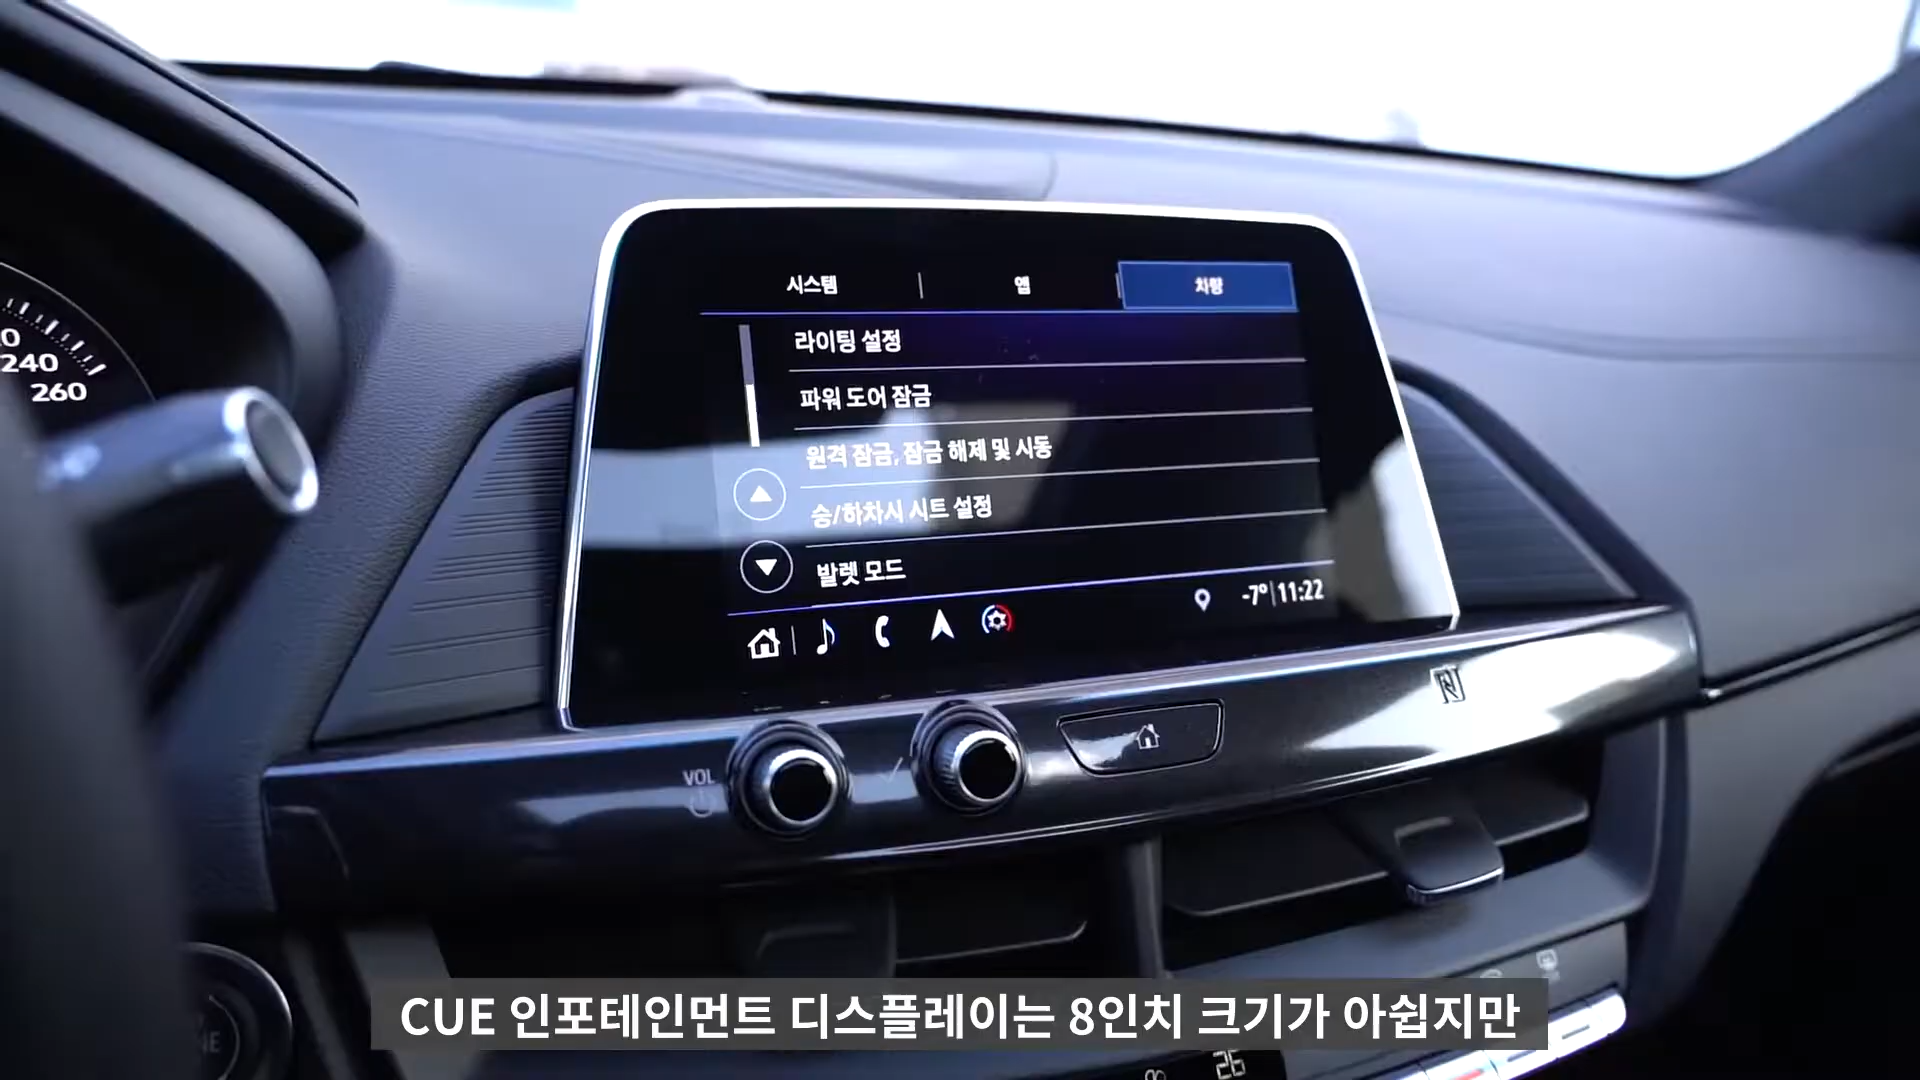 시스템
앱
차량
라이팅 설정
파워 도어 잠금
원격 잠금, 잠금 해제 및 시동
승/하차시 시트 설정
발렛 모드
-7° 11:22
240
260
VOL
CUE 인포테인먼트 디스플레이는 8인치 크기가 아쉽지만
26